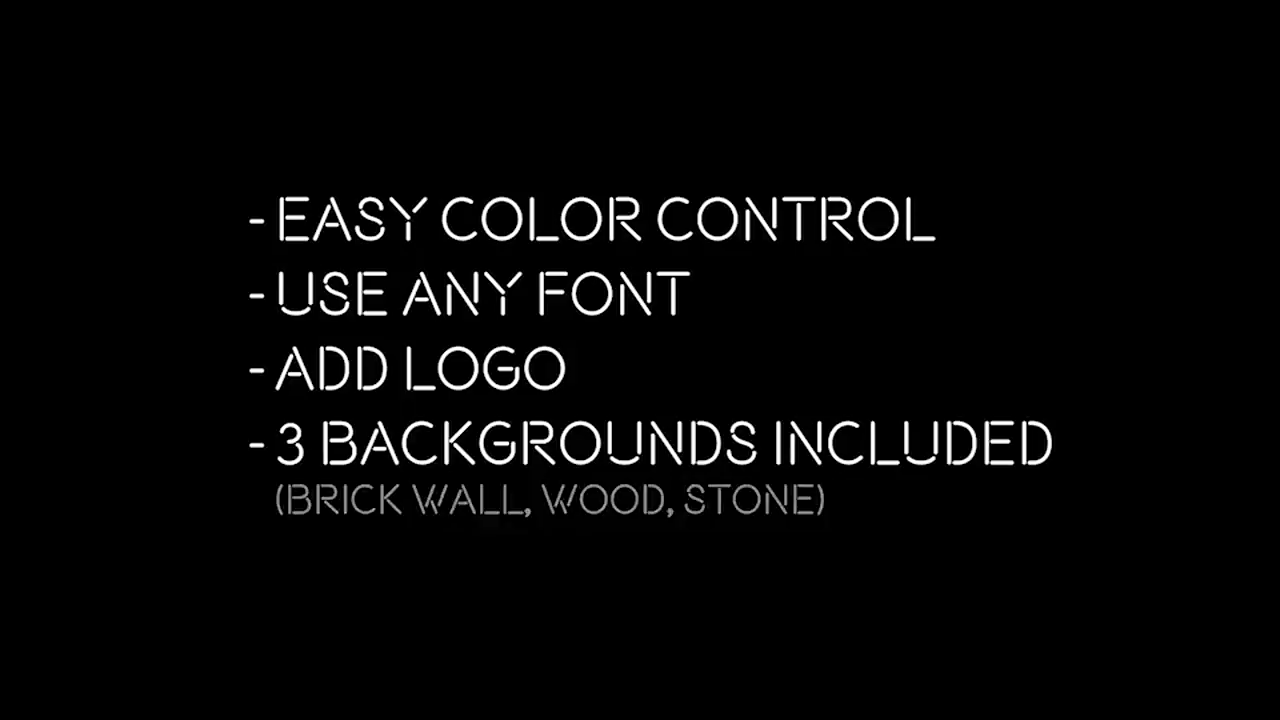 - EASY COLOR CONTROL
- USE ANY FONT
- ADD LOGO
- 3 BACKGROUNDS INCLUDED
(BRICK WALL, WOOD, STONE)